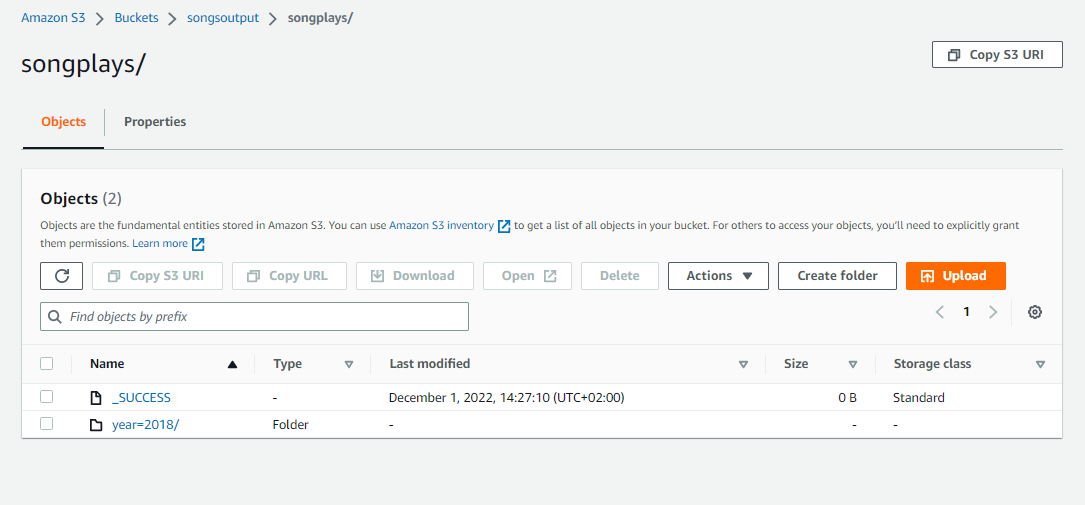 Amazon S3 > Buckets > songsoutput > songplays/
songplays/
Copy S3 URI
Objects
Properties
Objects (2)
Objects are the fundamental entities stored in Amazon S3. You can use Amazon S3 inventory to get a list of all objects in your bucket. For others to access your objects, you'll need to explicitly grant
them permissions. Learn more
Copy S3 URI Copy URL Download Open Delete Actions Create folder Upload
Find objects by prefix
1
Name Type Last modified Size Storage class
_SUCCESS - December 1, 2022, 14:27:10 (UTC+02:00) 0 B Standard
year=2018/ Folder - - -